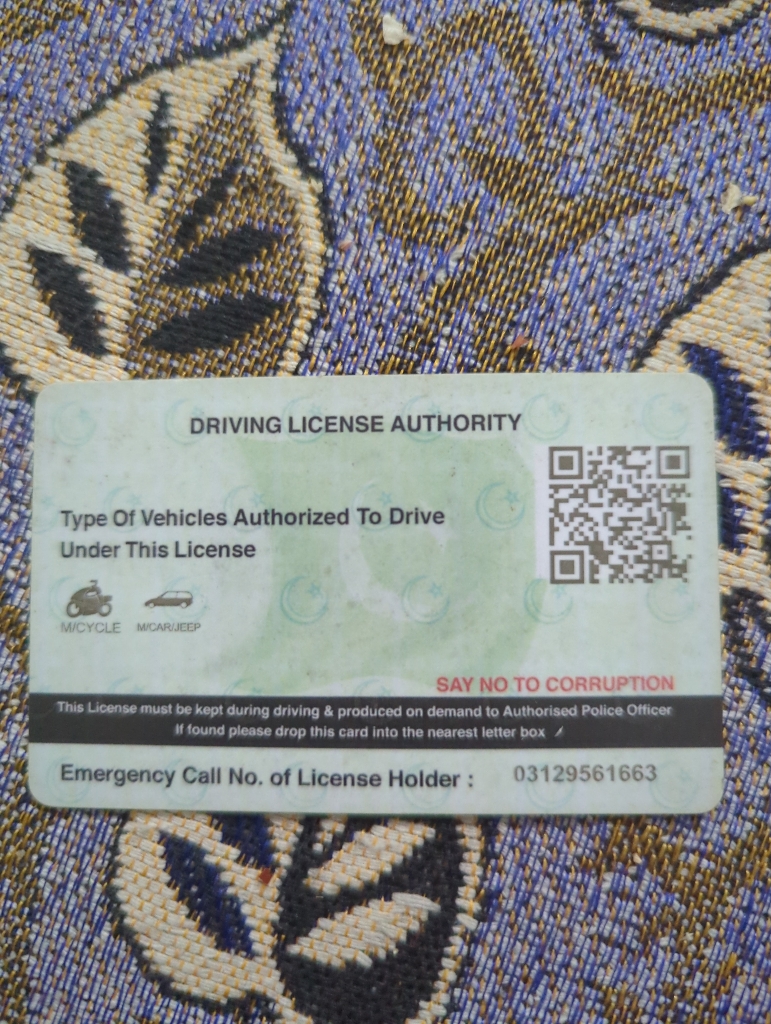 DRIVING LICENSE AUTHORITY
Type Of Vehicles Authorized To Drive
Under This License
M/CYCLE M/CAR/JEEP
SAY NO TO CORRUPTION
This License must be kept during driving & produced on demand to Authorised Police Officer
If found please drop this card into the nearest letter box
Emergency Call No. of License Holder : 03129561663